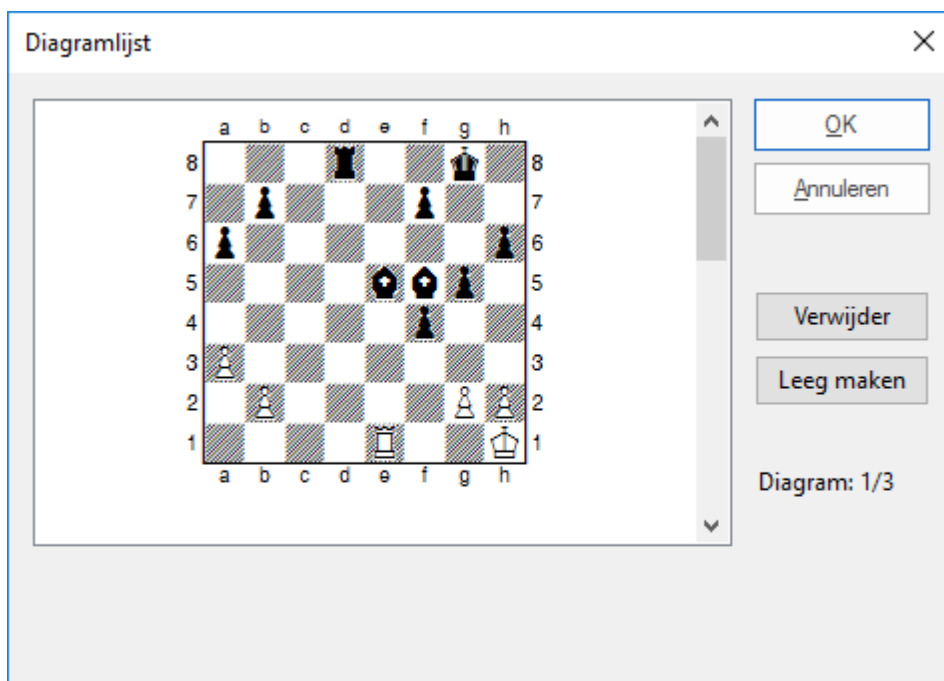 Diagramlijst
a b c d e f g h
8 8
7 7
6 6
5 5
4 4
3 3
2 2
1 1
a b c d e f g h
OK
Annuleren
Verwijder
Leeg maken
Diagram: 1/3